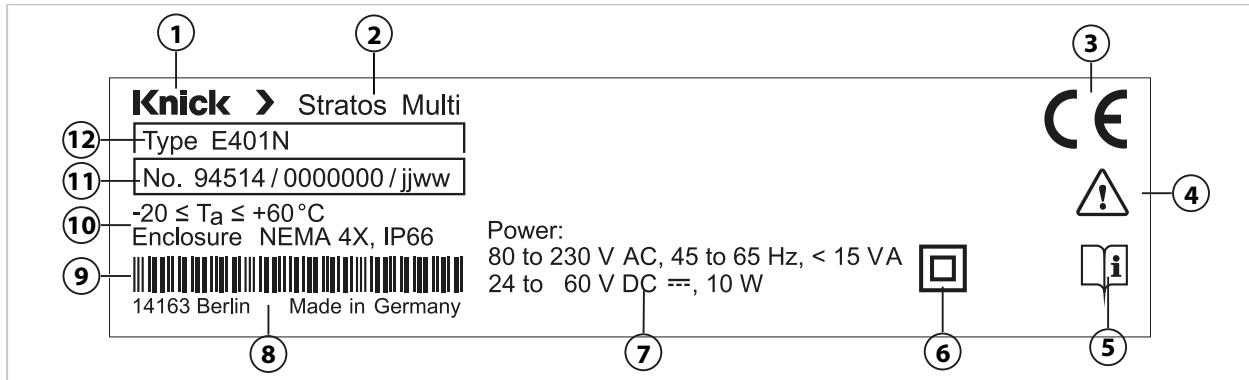 1
2
3
Knick > Stratos Multi
CE
12
Type E401N
11
No. 94514 / 0000000 / jjww
4
10
-20 ≤ Ta ≤ +60 °C
Enclosure NEMA 4X, IP66
Power:
80 to 230 V AC, 45 to 65 Hz, < 15 VA
24 to 60 V DC ⎓, 10 W
i
9
14163 Berlin Made in Germany
8
7
6
5